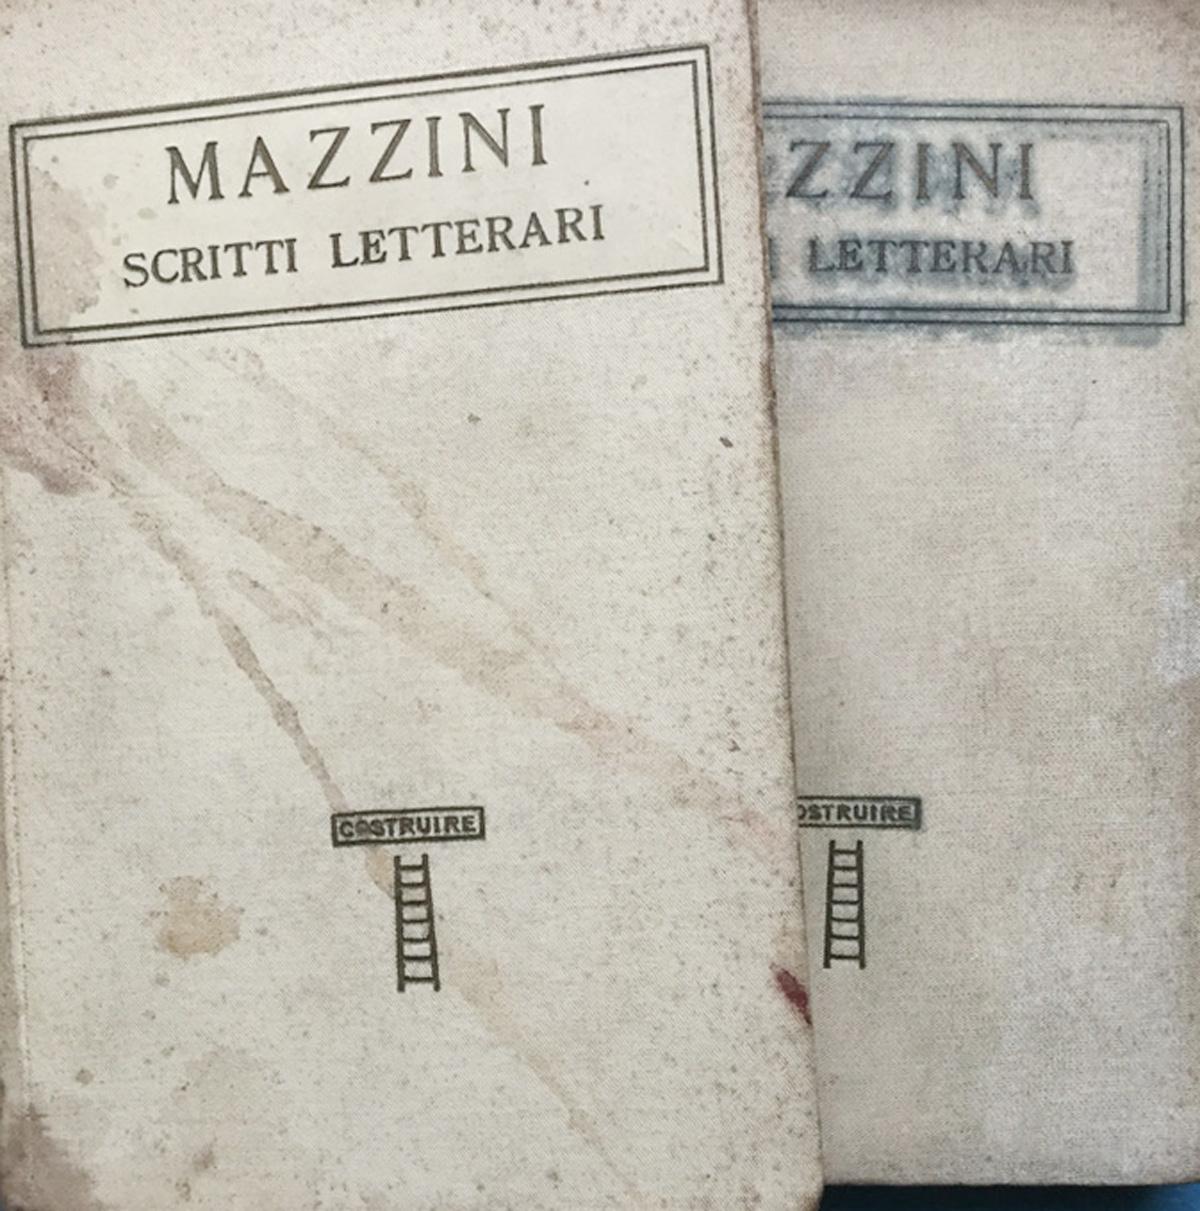 MAZZINI
SCRITTI LETTERARI
COSTRUIRE
ZZINI
LETTERARI
OSTRUIRE